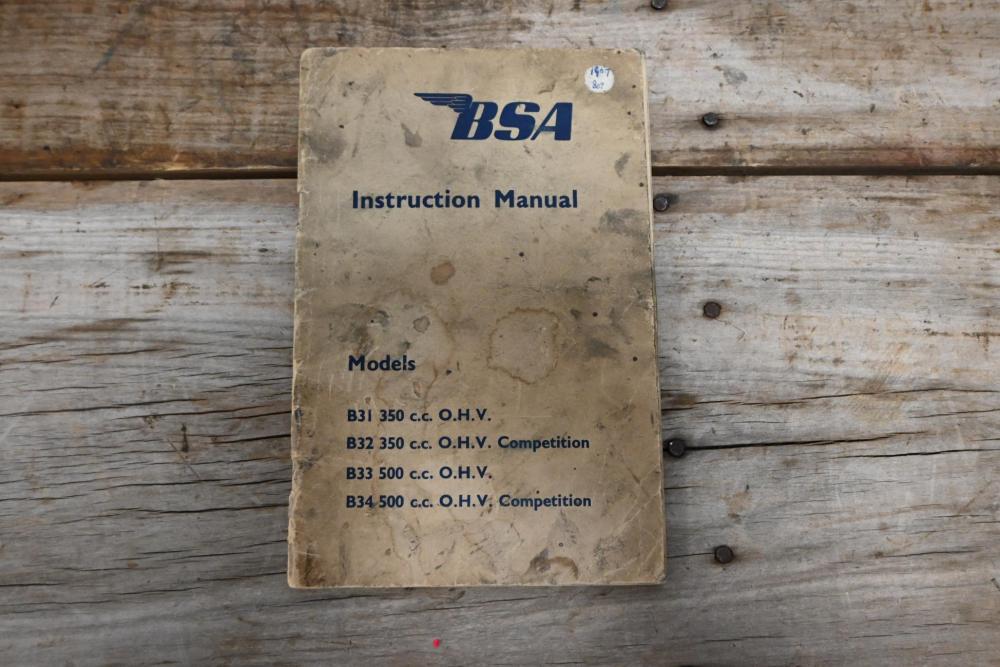 BSA
Instruction Manual
Models
B31 350 c.c. O.H.V.
B32 350 c.c. O.H.V. Competition
B33 500 c.c. O.H.V.
B34 500 c.c. O.H.V. Competition